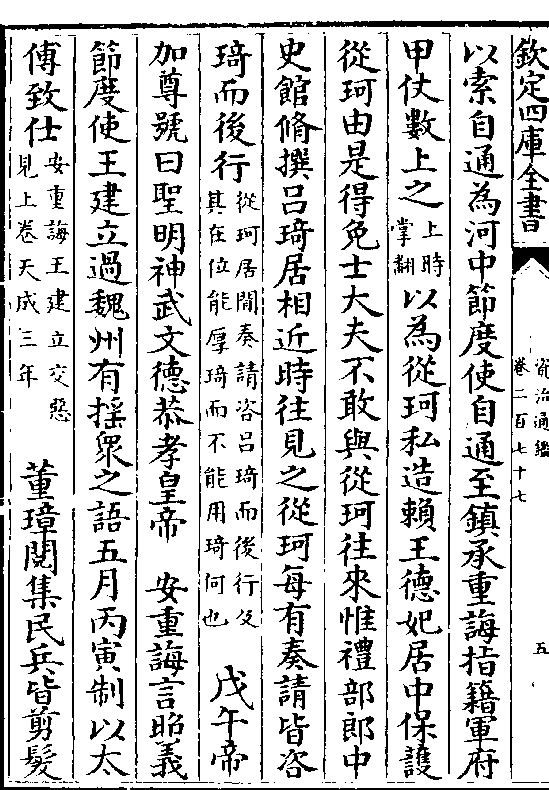 欽定四庫全書
資治通鑑
卷二百七十七
五
以索自通為河中節度使自通至鎮承重誨指籍軍府
甲仗數上之上時掌翻以為從珂私造賴王德妃居中保護
從珂由是得免士大夫不敢與從珂往來惟禮部郎中
史館脩撰呂琦居相近時往見之從珂每有奏請皆咨
琦而後行從珂居閒奏請咨呂琦而後行及其在位能厚琦而不能用琦何也 戊午帝
加尊號曰聖明神武文德恭孝皇帝 安重誨言昭義
節度使王建立過魏州有揺衆之語五月丙寅制以太
傅致仕安重誨王建立交惡見上卷天成三年 董璋閱集民兵皆剪髮